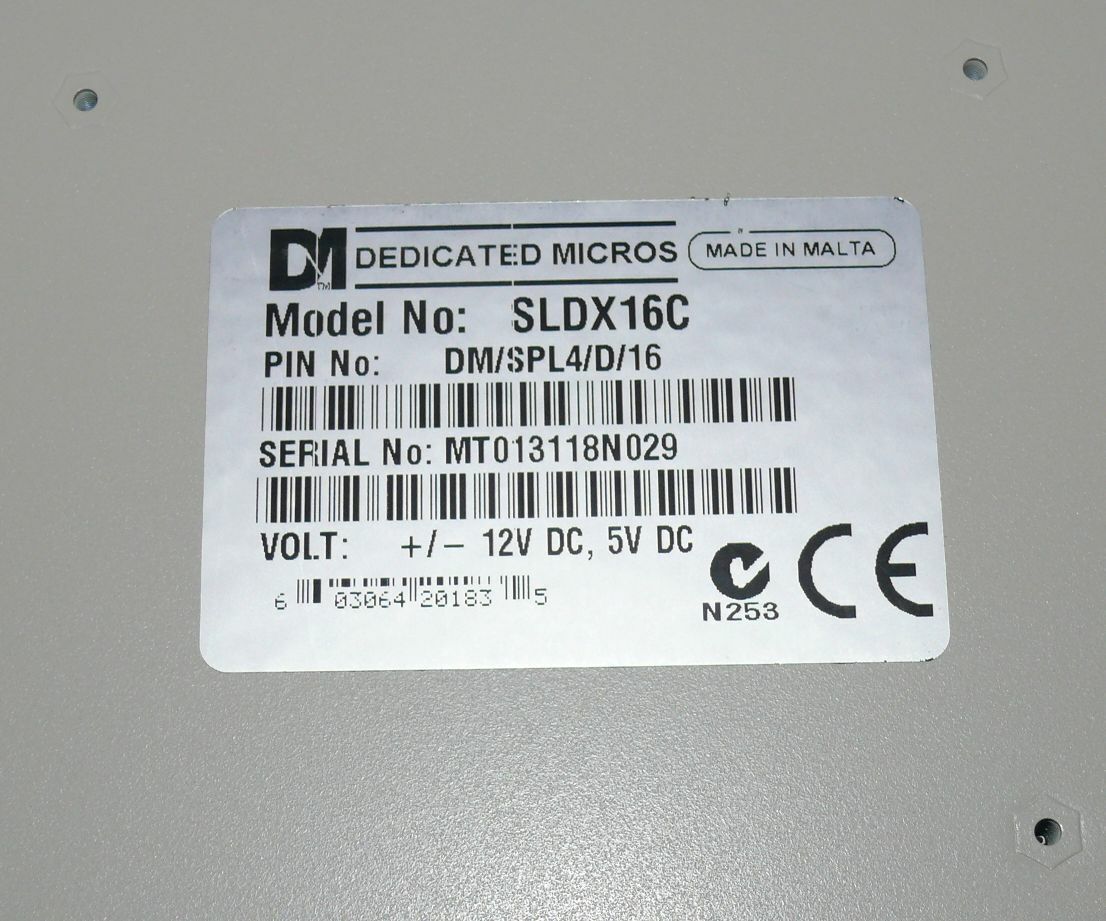 DM DEDICATED MICROS MADE IN MALTA
TM
Model No: SLDX16C
PIN No: DM/SPL4/D/16
SERIAL No: MT013118N029
VOLT: +/- 12V DC, 5V DC
6 03064 20183 5
N253
CE